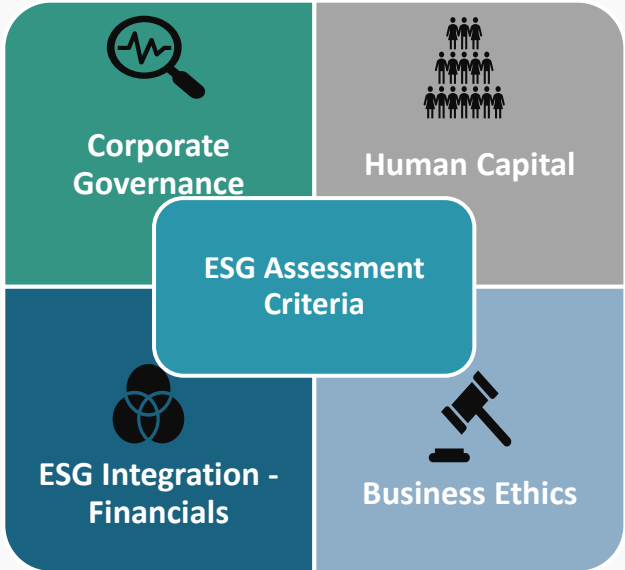 Corporate
Governance
Human Capital
ESG Assessment
Criteria
ESG Integration -
Financials
Business Ethics